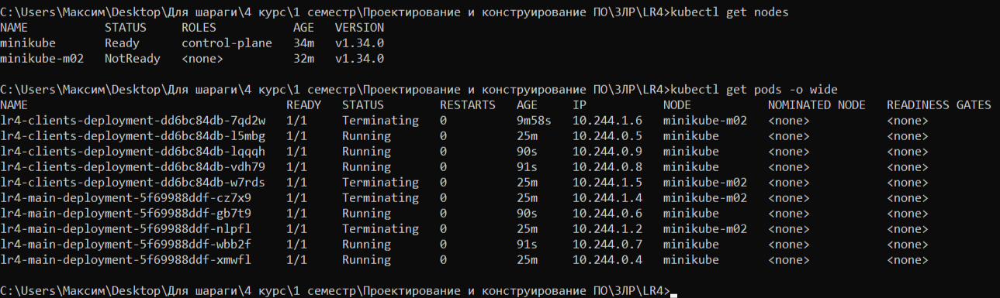 C:\Users\Максим\Desktop\Для шараги\4 курс\1 семестр\Проектирование и конструирование ПО\ЗЛР\LR4>kubectl get nodes
NAME STATUS ROLES AGE VERSION
minikube Ready control-plane 34m v1.34.0
minikube-m02 NotReady <none> 32m v1.34.0
C:\Users\Максим\Desktop\Для шараги\4 курс\1 семестр\Проектирование и конструирование ПО\ЗЛР\LR4>kubectl get pods -o wide
NAME READY STATUS RESTARTS AGE IP NODE NOMINATED NODE READINESS GATES
lr4-clients-deployment-dd6bc84db-7qd2w 1/1 Terminating 0 9m58s 10.244.1.6 minikube-m02 <none> <none>
lr4-clients-deployment-dd6bc84db-l5mbg 1/1 Running 0 25m 10.244.0.5 minikube <none> <none>
lr4-clients-deployment-dd6bc84db-lqqqh 1/1 Running 0 90s 10.244.0.9 minikube <none> <none>
lr4-clients-deployment-dd6bc84db-vdh79 1/1 Running 0 91s 10.244.0.8 minikube <none> <none>
lr4-clients-deployment-dd6bc84db-w7rds 1/1 Terminating 0 25m 10.244.1.5 minikube-m02 <none> <none>
lr4-main-deployment-5f69988ddf-cz7x9 1/1 Terminating 0 25m 10.244.1.4 minikube-m02 <none> <none>
lr4-main-deployment-5f69988ddf-gb7t9 1/1 Running 0 90s 10.244.0.6 minikube <none> <none>
lr4-main-deployment-5f69988ddf-nlpfl 1/1 Terminating 0 25m 10.244.1.2 minikube-m02 <none> <none>
lr4-main-deployment-5f69988ddf-wbb2f 1/1 Running 0 91s 10.244.0.7 minikube <none> <none>
lr4-main-deployment-5f69988ddf-xmwfl 1/1 Running 0 25m 10.244.0.4 minikube <none> <none>
C:\Users\Максим\Desktop\Для шараги\4 курс\1 семестр\Проектирование и конструирование ПО\ЗЛР\LR4>